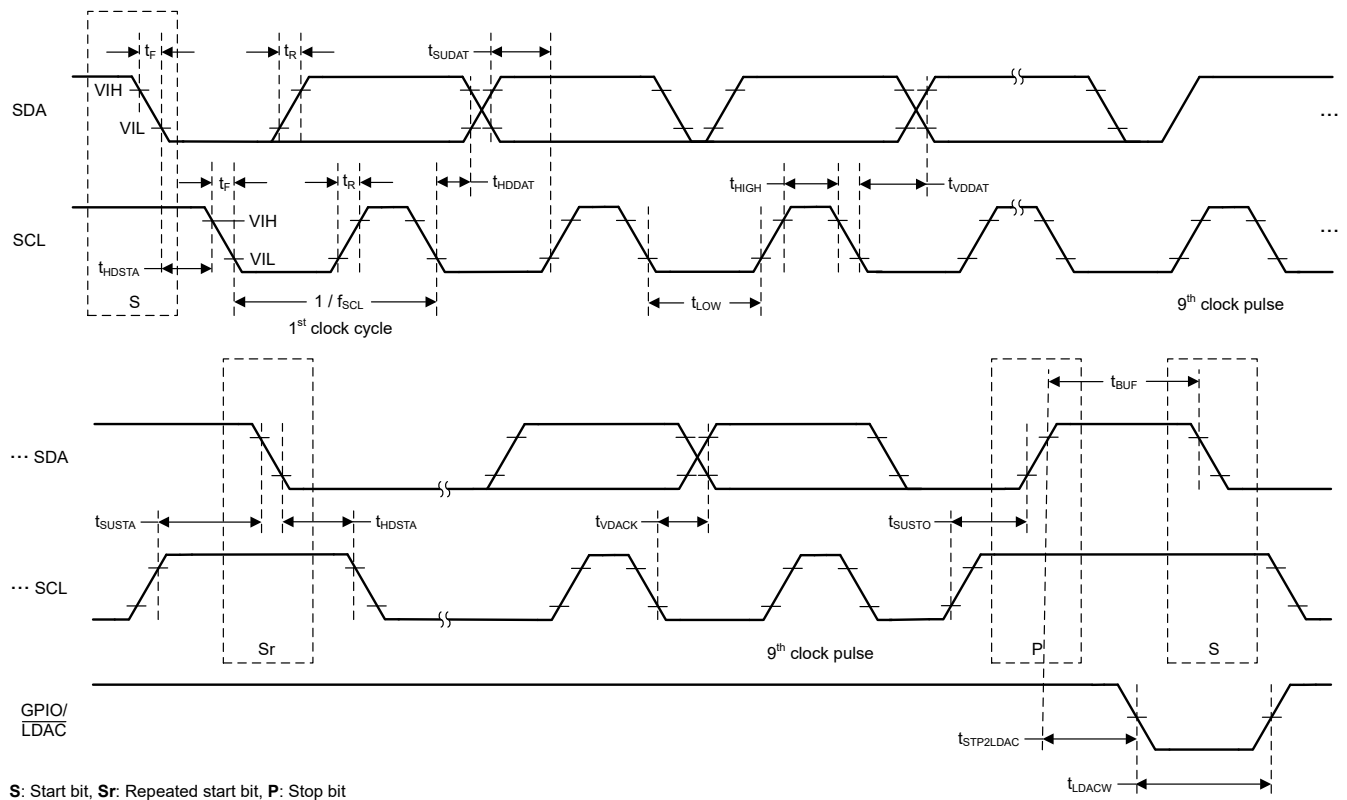 tF
tR
tSUDAT
VIH
SDA
VIL
...
tF
tR
tHDDAT
tHIGH
tVDDAT
VIH
SCL
...
VIL
tHDSTA
S
1 / fSCL
tLOW
9th clock pulse
1st clock cycle
tBUF
... SDA
tSUSTA
tHDSTA
tVDACK
tSUSTO
... SCL
Sr
9th clock pulse
P
S
GPIO/
LDAC
tSTP2LDAC
tLDACW
S: Start bit, Sr: Repeated start bit, P: Stop bit